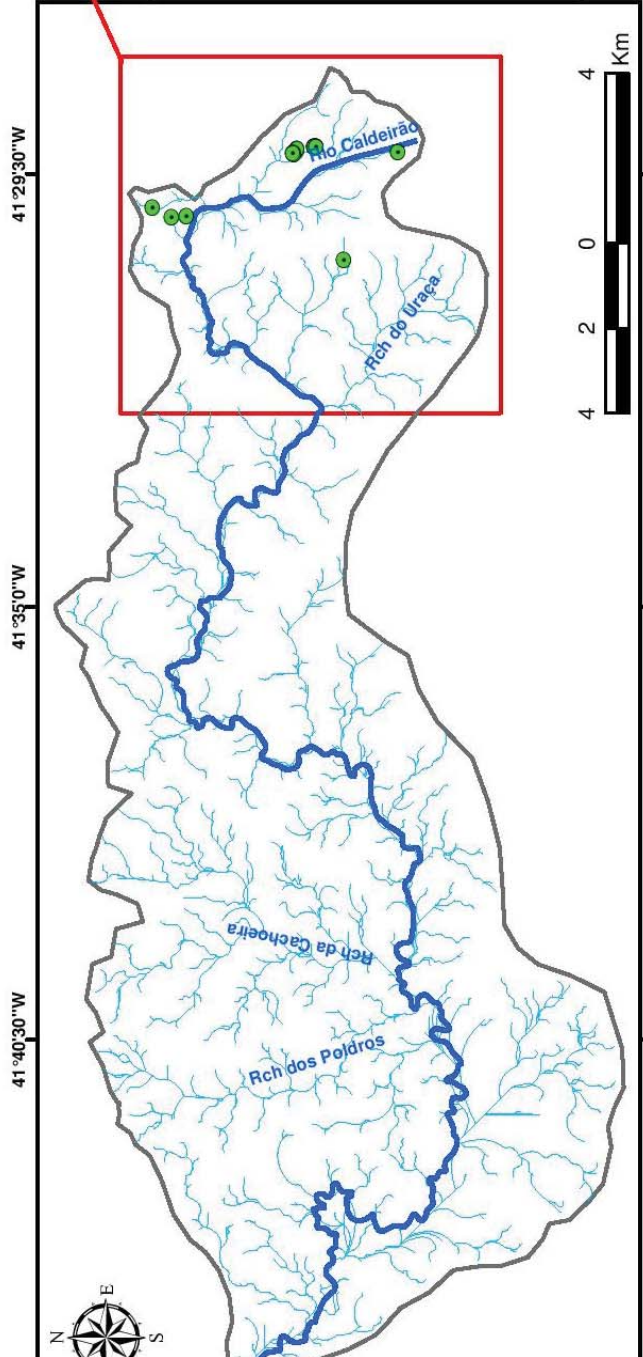 41°40'30"W
41°35'0"W
41°29'30"W
N
E
S
Rio Caldeirão
Rch do Uraça
Rch da Cachoeira
Rch dos Poldros
4 2 0 4
Km